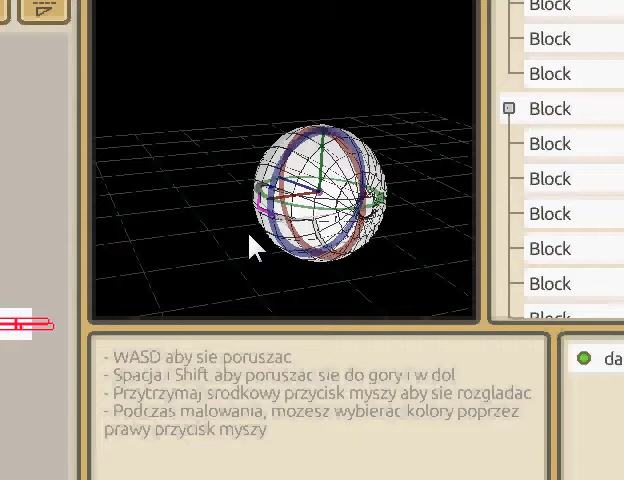 Block
Block
Block
Block
Block
Block
Block
Block
Block
Block
- WASD aby sie poruszac
- Spacja i Shift aby poruszac sie do gory i w dol
- Przytrzymaj srodkowy przycisk myszy aby sie rozgladac
- Podczas malowania, mozesz wybierac kolory poprzez
prawy przycisk myszy
da